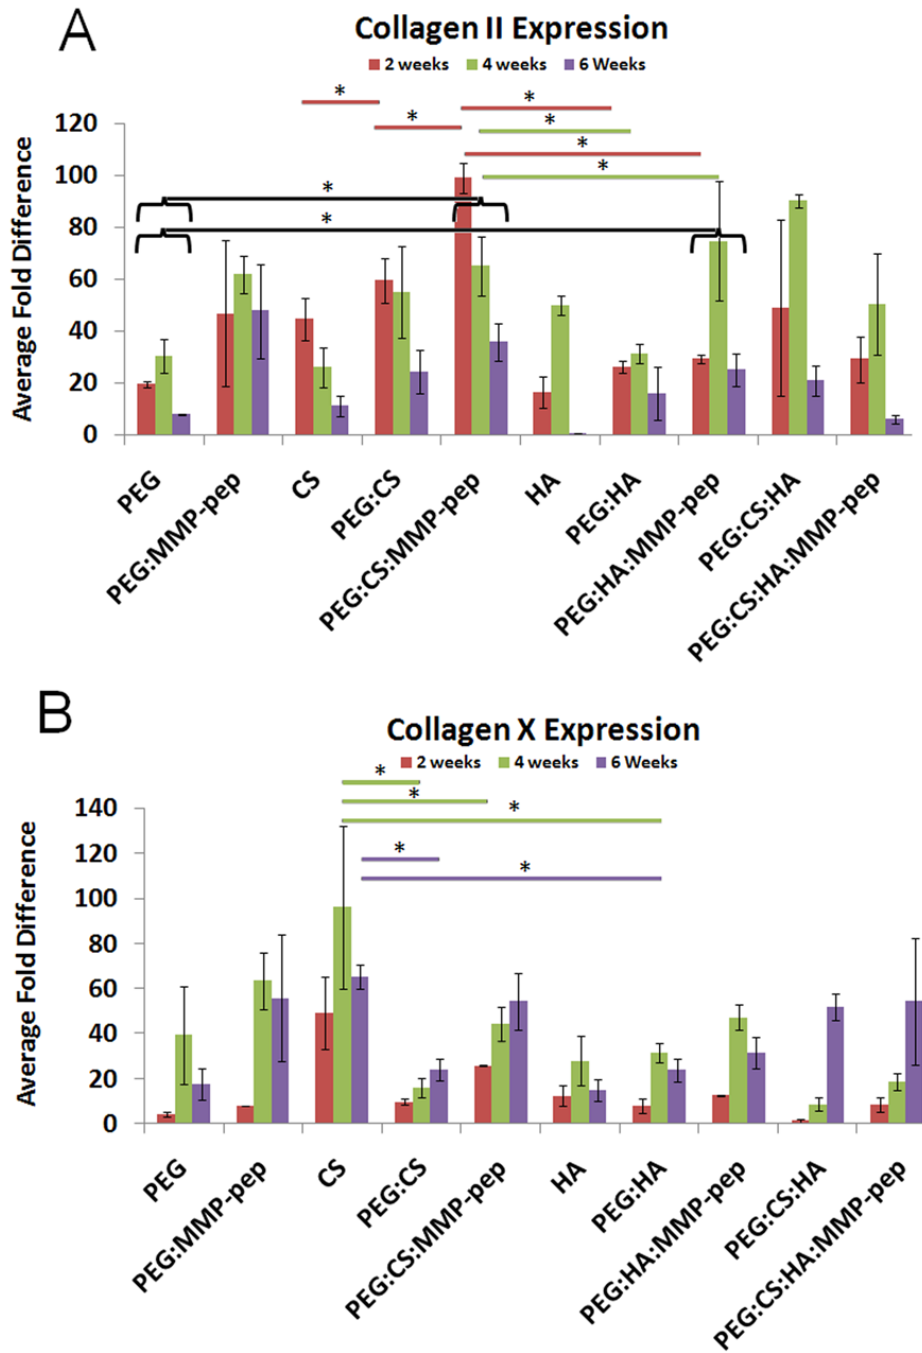 A
Collagen II Expression
2 weeks 4 weeks 6 Weeks
Average Fold Difference
120
100
80
60
40
20
0
* * * * * * * *
PEG
PEG:MMP-pep
CS
PEG:CS
PEG:CS:MMP-pep
HA
PEG:HA
PEG:HA:MMP-pep
PEG:CS:HA
PEG:CS:HA:MMP-pep
B
Collagen X Expression
2 weeks 4 weeks 6 Weeks
Average Fold Difference
140
120
100
80
60
40
20
0
* * * * *
PEG
PEG:MMP-pep
CS
PEG:CS
PEG:CS:MMP-pep
HA
PEG:HA
PEG:HA:MMP-pep
PEG:CS:HA
PEG:CS:HA:MMP-pep